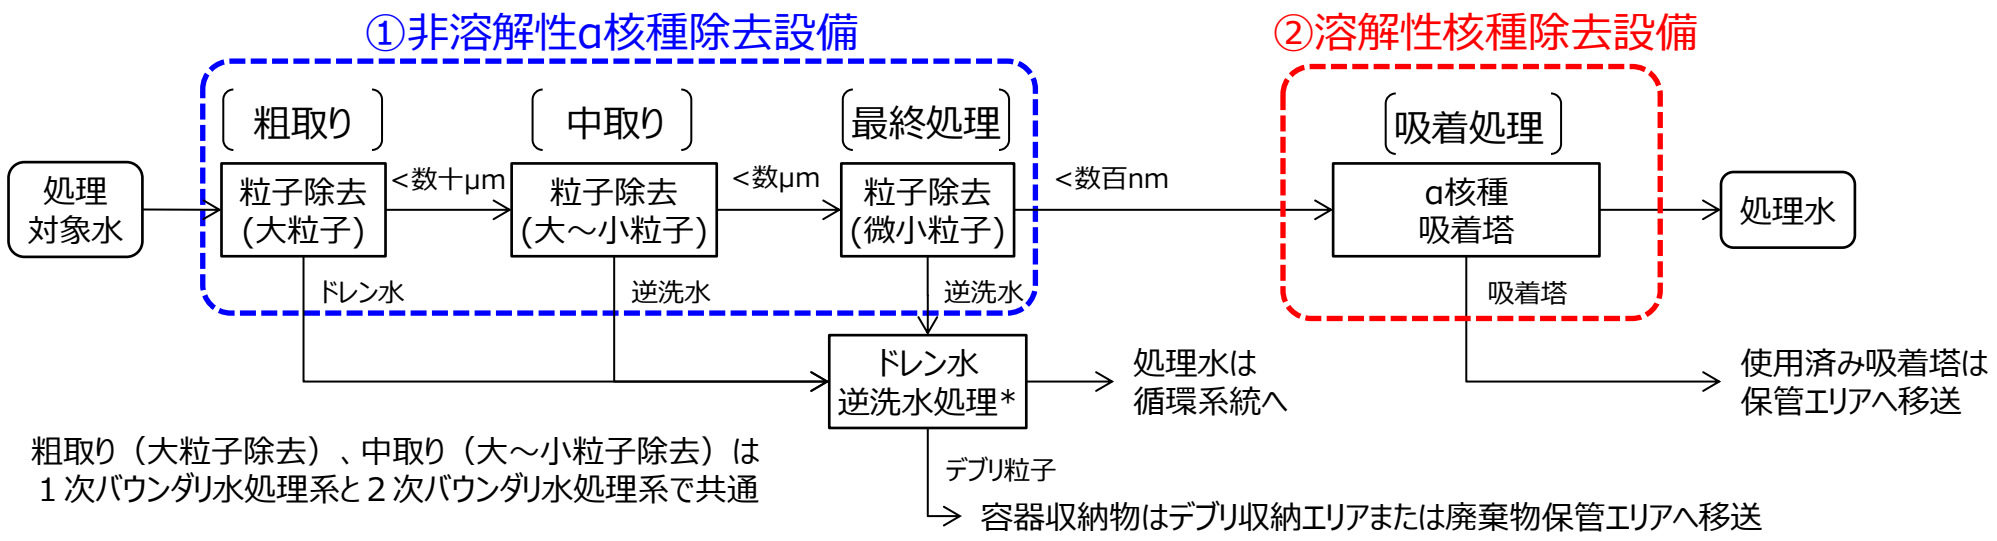 ①非溶解性α核種除去設備
②溶解性核種除去設備
粗取り
中取り
最終処理
吸着処理
処理
対象水
粒子除去
(大粒子)
<数十μm
粒子除去
(大～小粒子)
<数μm
粒子除去
(微小粒子)
<数百nm
α核種
吸着塔
処理水
ドレン水
逆洗水
逆洗水
吸着塔
ドレン水
逆洗水処理*
処理水は
循環系統へ
使用済み吸着塔は
保管エリアへ移送
粗取り（大粒子除去）、中取り（大～小粒子除去）は
１次バウンダリ水処理系と２次バウンダリ水処理系で共通
デブリ粒子
容器収納物はデブリ収納エリアまたは廃棄物保管エリアへ移送